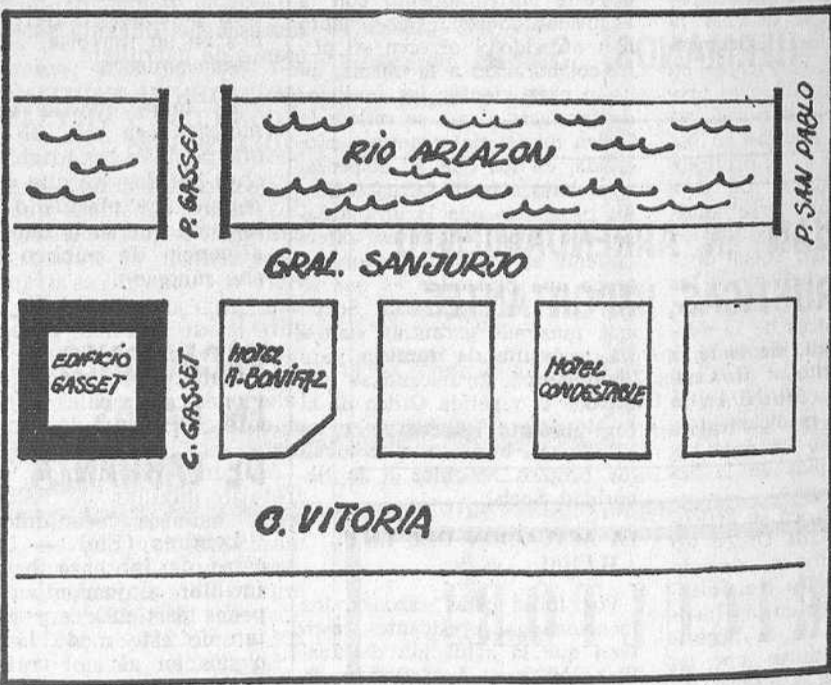 P. GASSET
RIO ARLAZON
P. SAN PABLO
GRAL. SANJURJO
EDIFICIO
GASSET
C. GASSET
HOTEL
A-BONIFAZ
HOTEL
CONDESTABLE
C. VITORIA